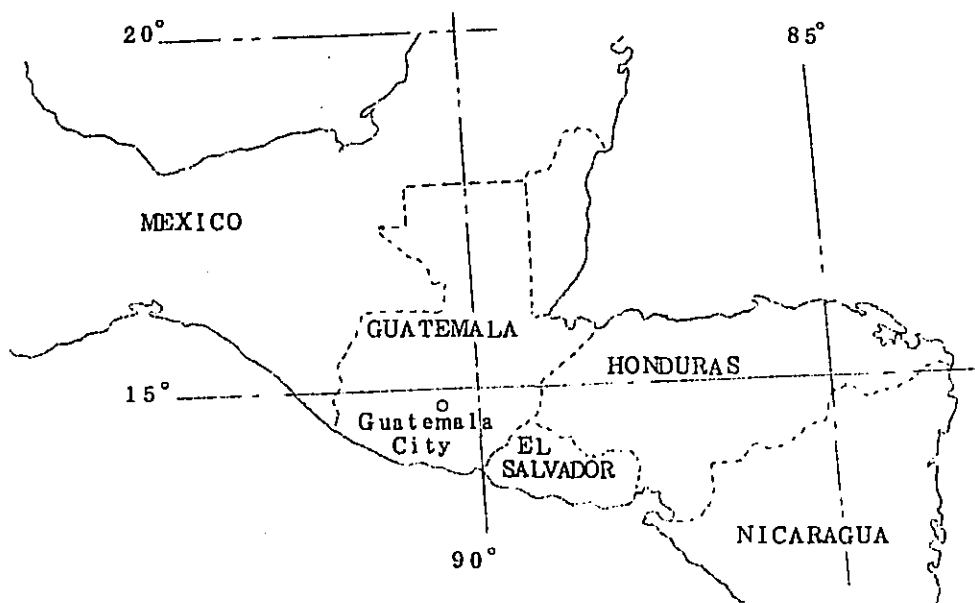 20°
85°
MEXICO
GUATEMALA
HONDURAS
15°
Guatemala
City
EL
SALVADOR
NICARAGUA
90°